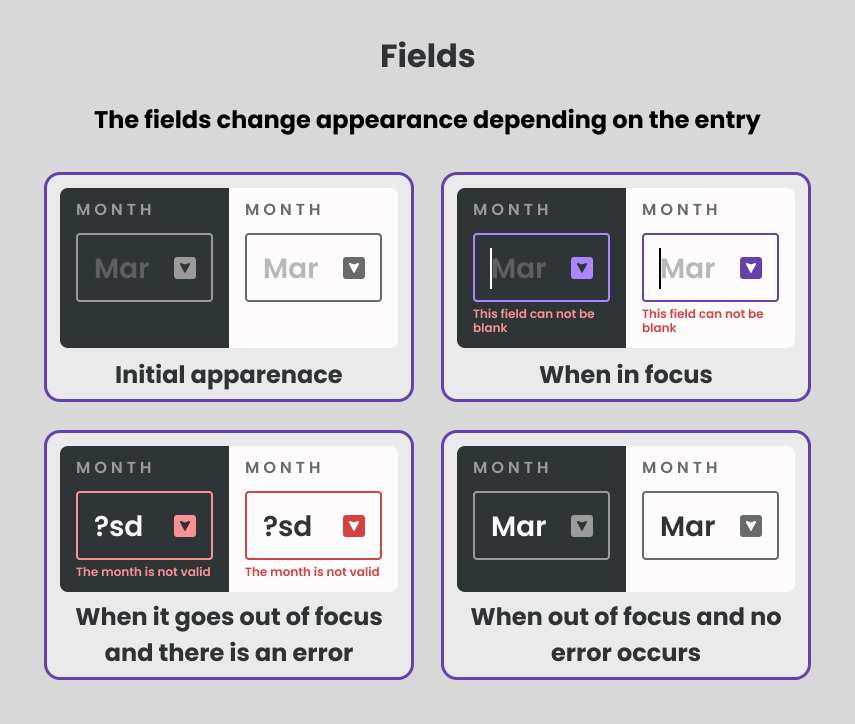 Fields
The fields change appearance depending on the entry
MONTH
Mar
MONTH
Mar
Initial apparenace
MONTH
Mar
This field can not be
blank
MONTH
Mar
This field can not be
blank
When in focus
MONTH
?sd
The month is not valid
MONTH
?sd
The month is not valid
When it goes out of focus
and there is an error
MONTH
Mar
MONTH
Mar
When out of focus and no
error occurs